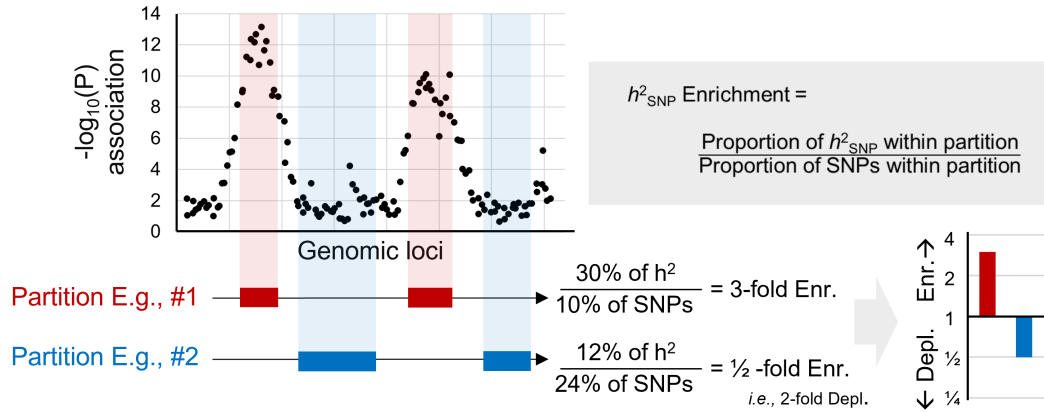 14
12
10
8
6
4
2
0
-log₁₀(P)
association
Genomic loci
h²SNP Enrichment =
Proportion of h²SNP within partition
Proportion of SNPs within partition
Partition E.g., #1
30% of h²
10% of SNPs
= 3-fold Enr.
Partition E.g., #2
12% of h²
24% of SNPs
= ½ -fold Enr.
i.e., 2-fold Depl.
← Depl. Enr.→
4
2
1
½
¼